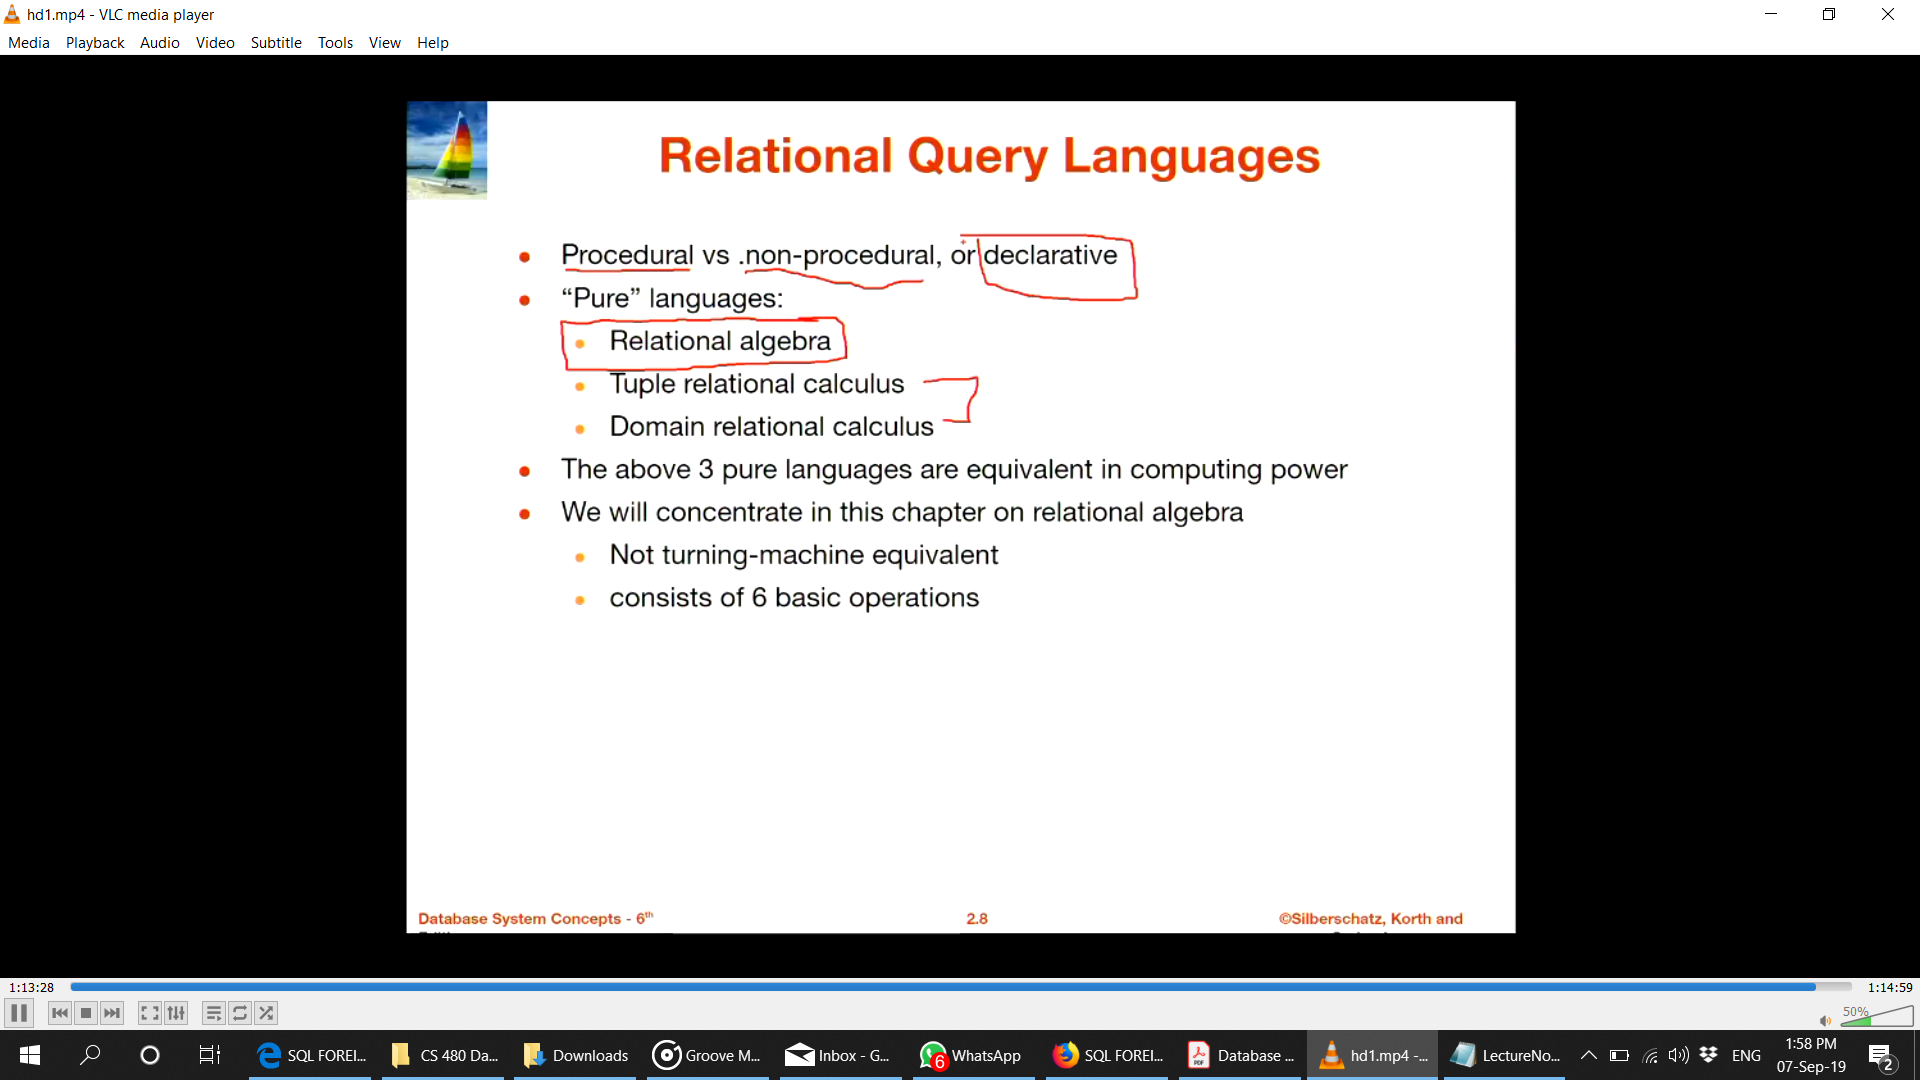 hd1.mp4 - VLC media player
Media Playback Audio Video Subtitle Tools View Help
Relational Query Languages
Procedural vs .non-procedural, or declarative
“Pure” languages:
Relational algebra
Tuple relational calculus
Domain relational calculus
The above 3 pure languages are equivalent in computing power
We will concentrate in this chapter on relational algebra
Not turning-machine equivalent
consists of 6 basic operations
Database System Concepts - 6th 2.8 ©Silberschatz, Korth and
1:13:28 1:14:59
50%
SQL FOREI... CS 480 Da... Downloads Groove M... Inbox - G... 6 WhatsApp SQL FOREI... Database ... hd1.mp4 -... LectureNo... ENG 1:58 PM
07-Sep-19 2